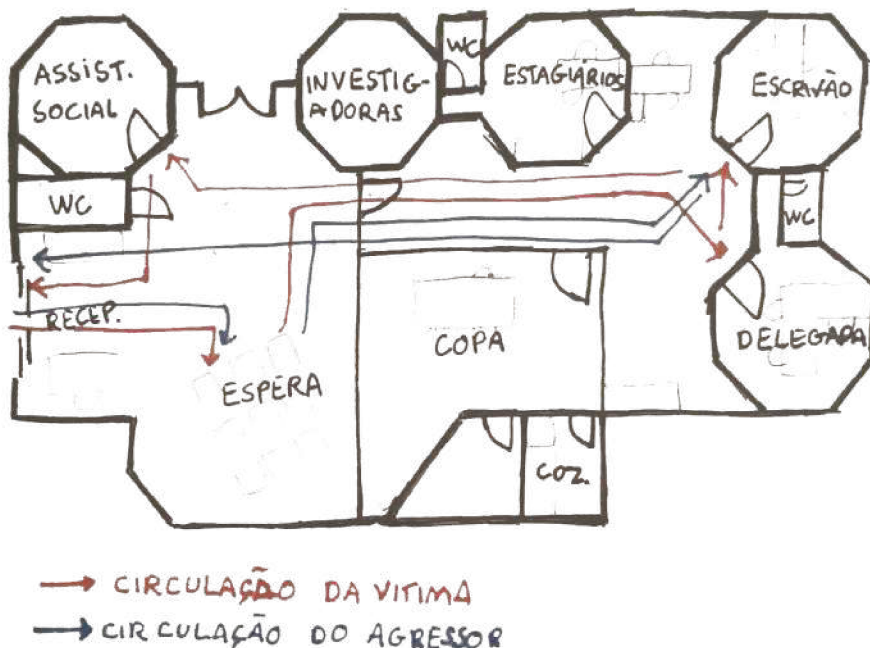 ASSIST.
SOCIAL
INVESTIG-
ADORAS
WC
ESTAGIÁRIOS
ESCRIVÃO
WC
WC
RECEP.
ESPERA
COPA
DELEGADA
COZ.
CIRCULAÇÃO DA VITIMA
CIRCULAÇÃO DO AGRESSOR